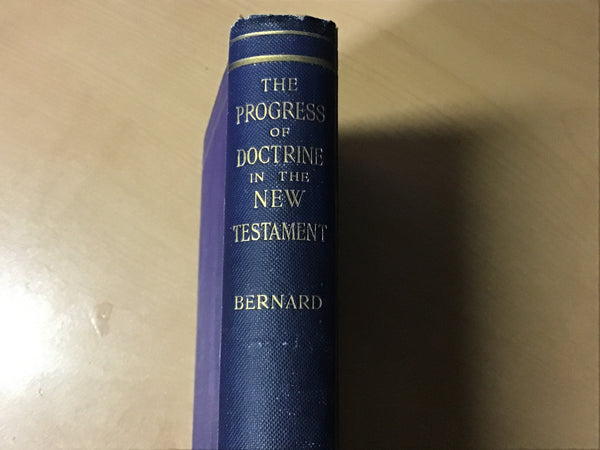 THE
PROGRESS
OF
DOCTRINE
IN THE
NEW
TESTAMENT
BERNARD